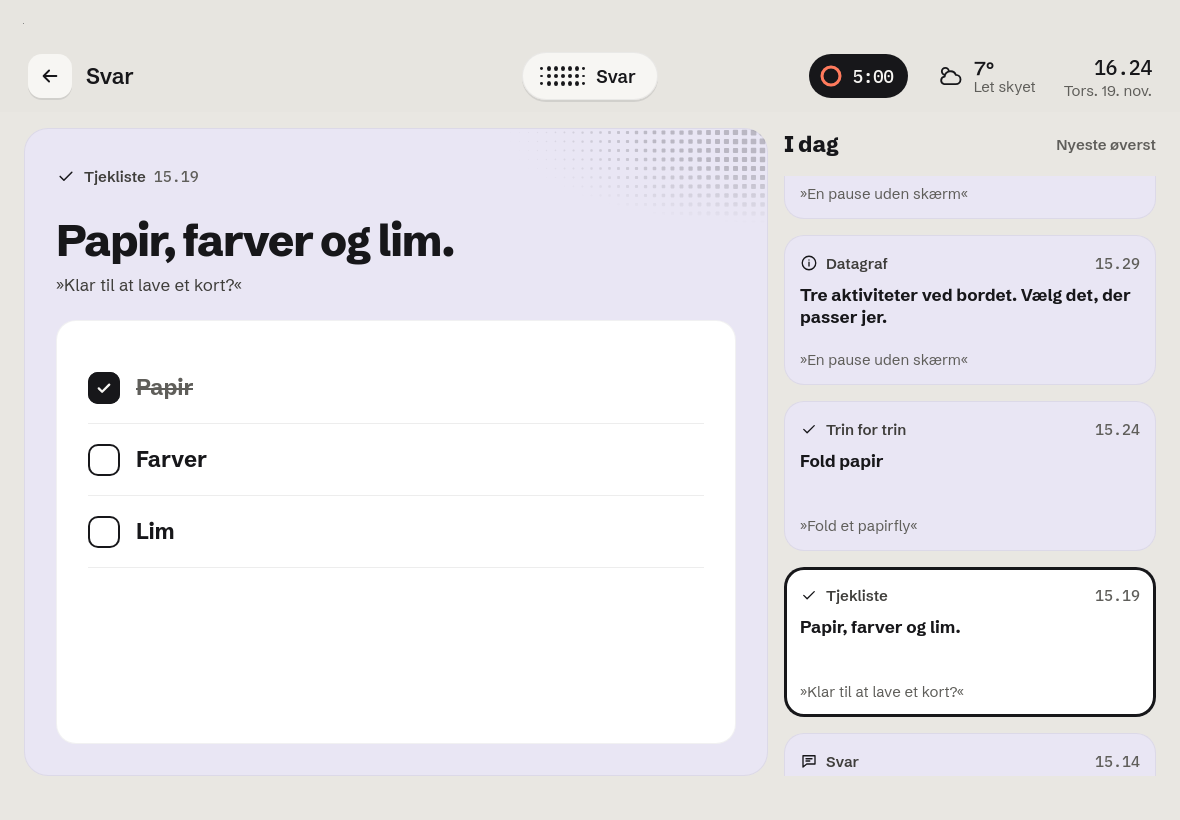 Svar
Svar
5:00
7°
Let skyet
16.24
Tors. 19. nov.
Tjekliste 15.19
Papir, farver og lim.
»Klar til at lave et kort?«
Papir
Farver
Lim
I dag
Nyeste øverst
»En pause uden skærm«
Datagraf
15.29
Tre aktiviteter ved bordet. Vælg det, der
passer jer.
»En pause uden skærm«
Trin for trin
15.24
Fold papir
»Fold et papirfly«
Tjekliste
15.19
Papir, farver og lim.
»Klar til at lave et kort?«
Svar
15.14